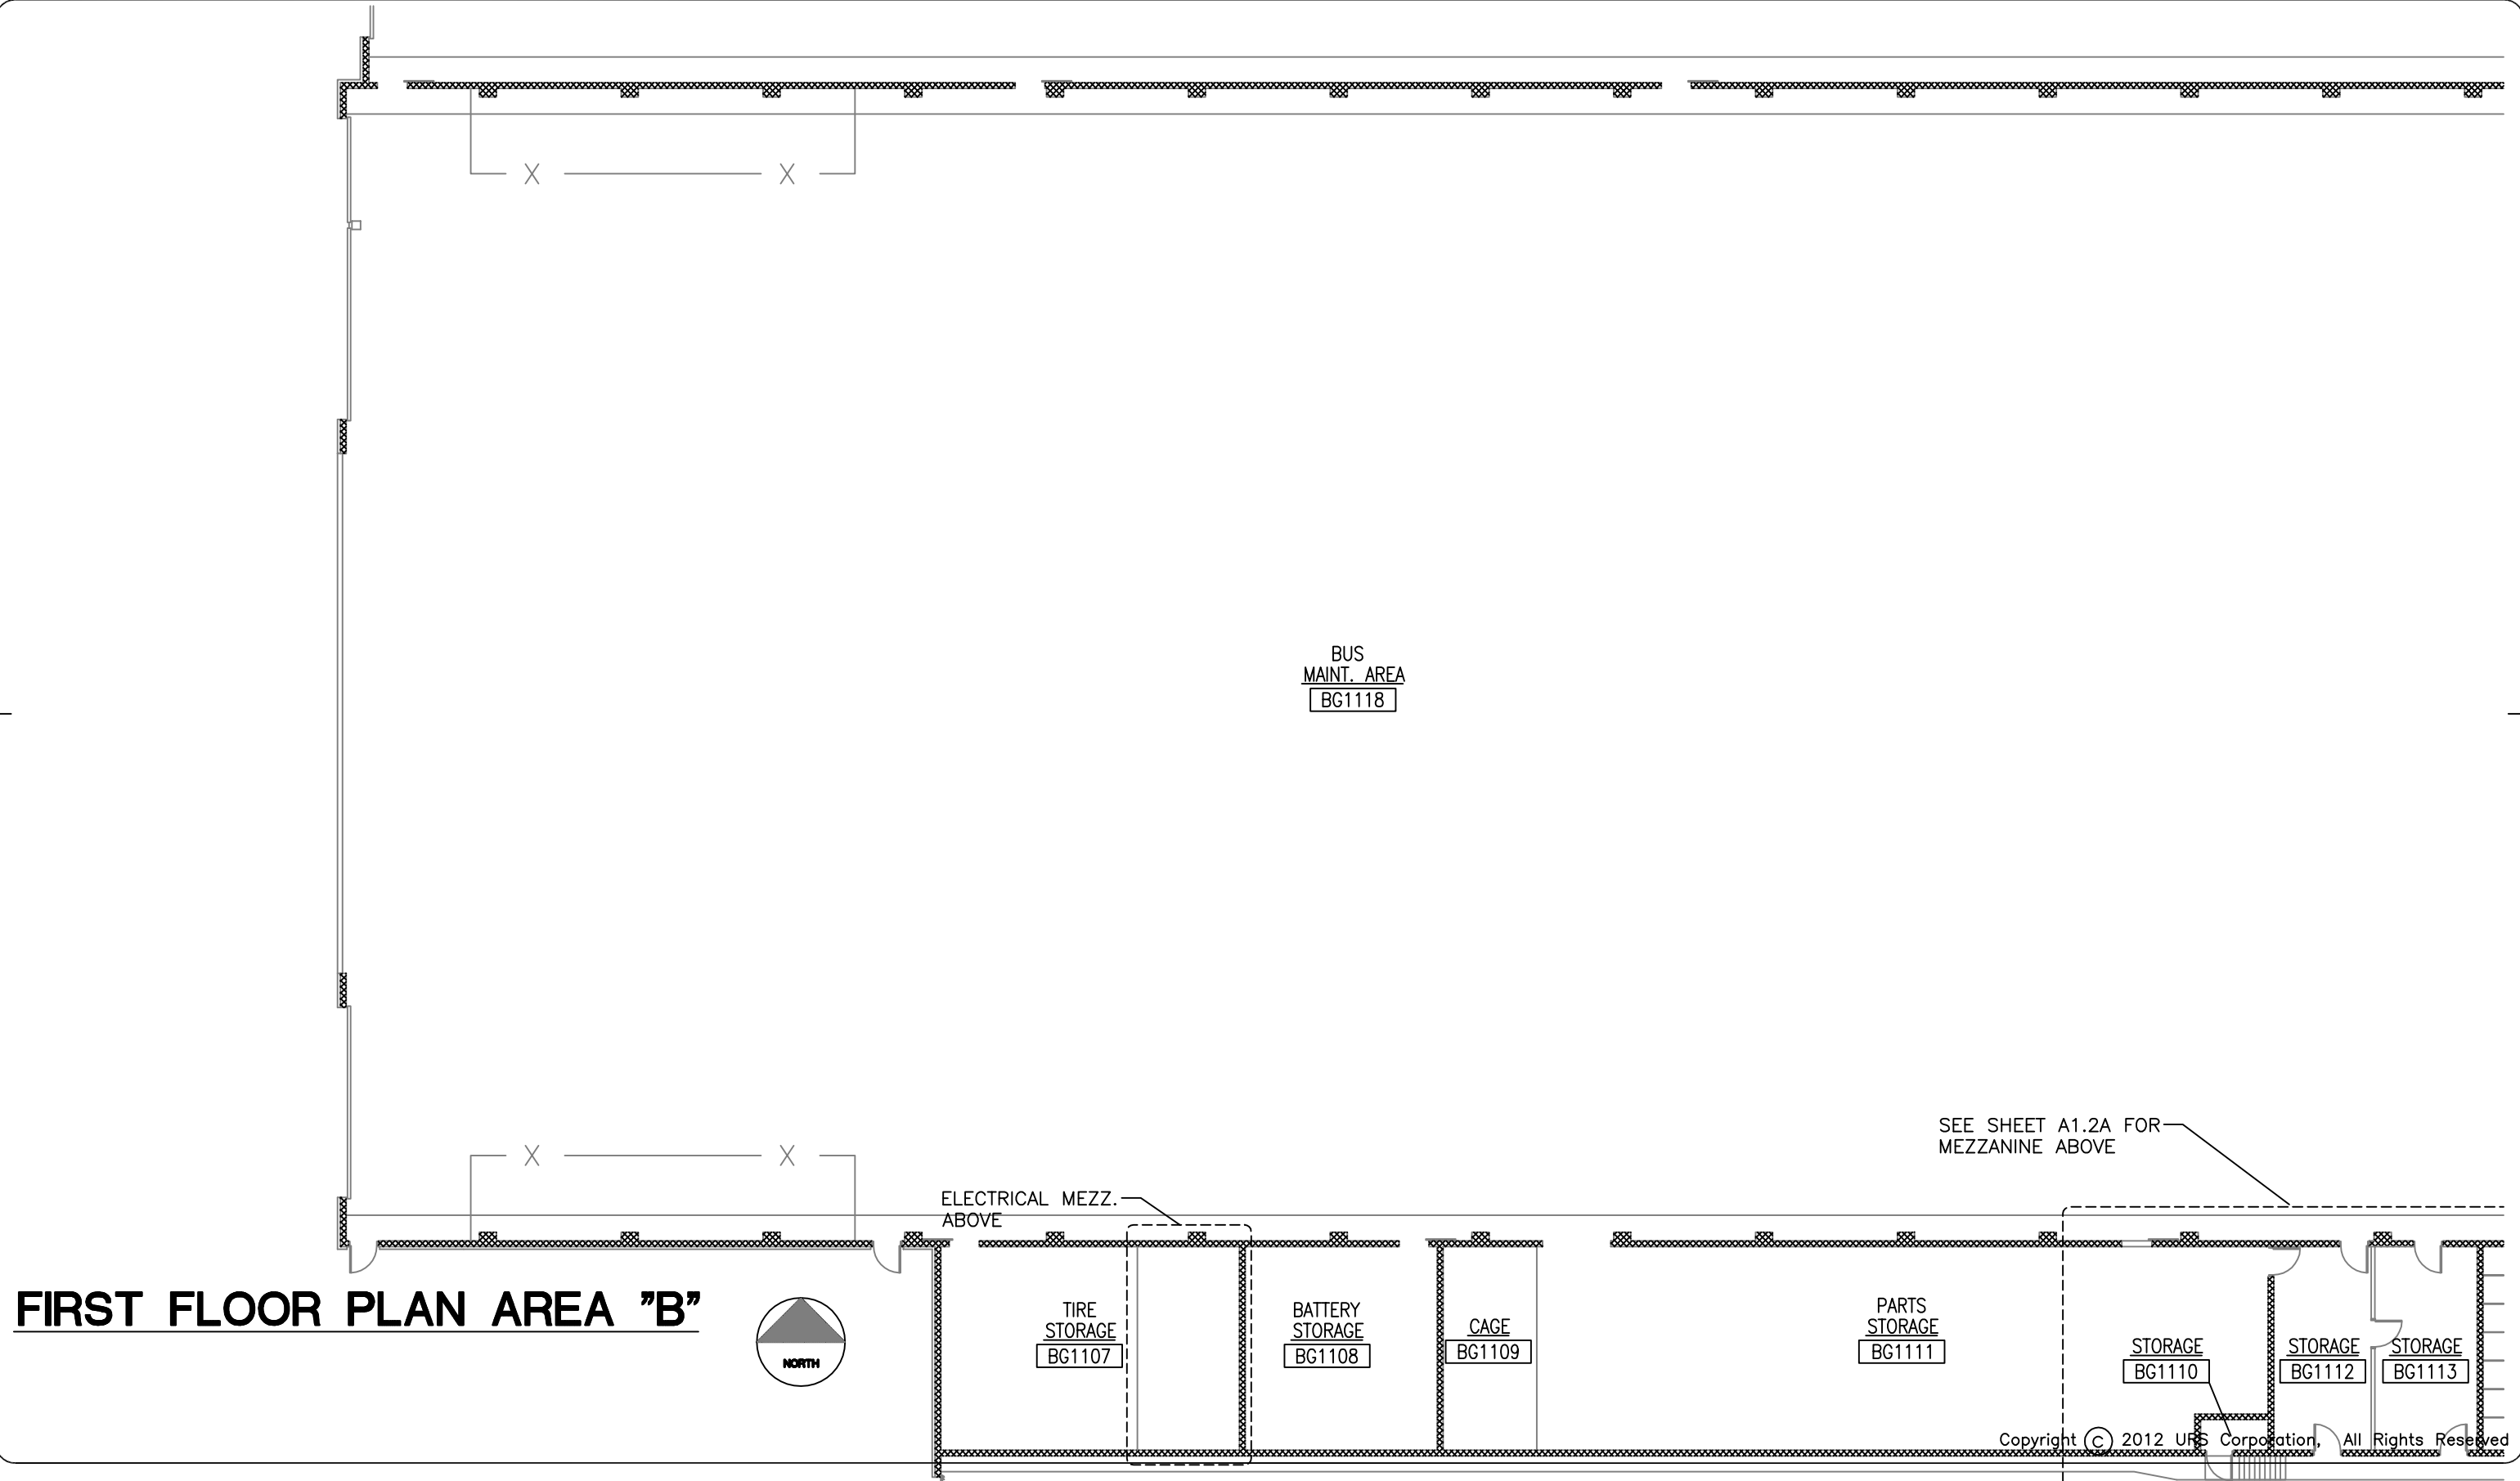 X X
BUS
MAINT. AREA
BG1118
SEE SHEET A1.2A FOR
MEZZANINE ABOVE
X X
ELECTRICAL MEZZ.
ABOVE
FIRST FLOOR PLAN AREA "B"
NORTH
TIRE
STORAGE
BG1107
BATTERY
STORAGE
BG1108
CAGE
BG1109
PARTS
STORAGE
BG1111
STORAGE
BG1110
STORAGE
BG1112
STORAGE
BG1113
Copyright © 2012 URS Corporation, All Rights Reserved